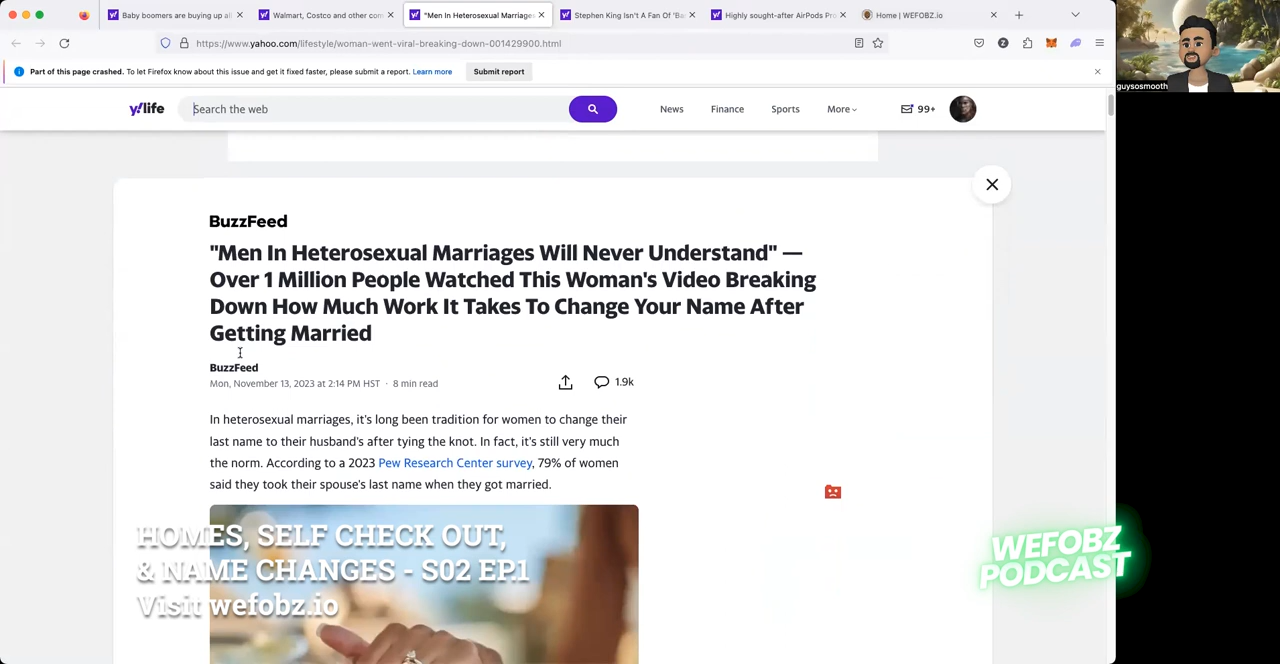 Baby boomers are buying up all
Walmart, Costco and other com
"Men In Heterosexual Marriages
Stephen King Isn't A Fan Of 'Ba
Highly sought-after AirPods Pro
Home | WEFOBZ.io
https://www.yahoo.com/lifestyle/woman-went-viral-breaking-down-001429900.html
Part of this page crashed. To let Firefox know about this issue and get it fixed faster, please submit a report. Learn more
Submit report
guysosmooth
y!life
Search the web
News
Finance
Sports
More
99+
BuzzFeed
"Men In Heterosexual Marriages Will Never Understand" —
Over 1 Million People Watched This Woman's Video Breaking
Down How Much Work It Takes To Change Your Name After
Getting Married
BuzzFeed
Mon, November 13, 2023 at 2:14 PM HST · 8 min read
1.9k
In heterosexual marriages, it's long been tradition for women to change their
last name to their husband's after tying the knot. In fact, it's still very much
the norm. According to a 2023 Pew Research Center survey, 79% of women
said they took their spouse's last name when they got married.
HOMES, SELF CHECK OUT,
& NAME CHANGES - S02 EP.1
Visit wefobz.io
WEFOBZ
PODCAST